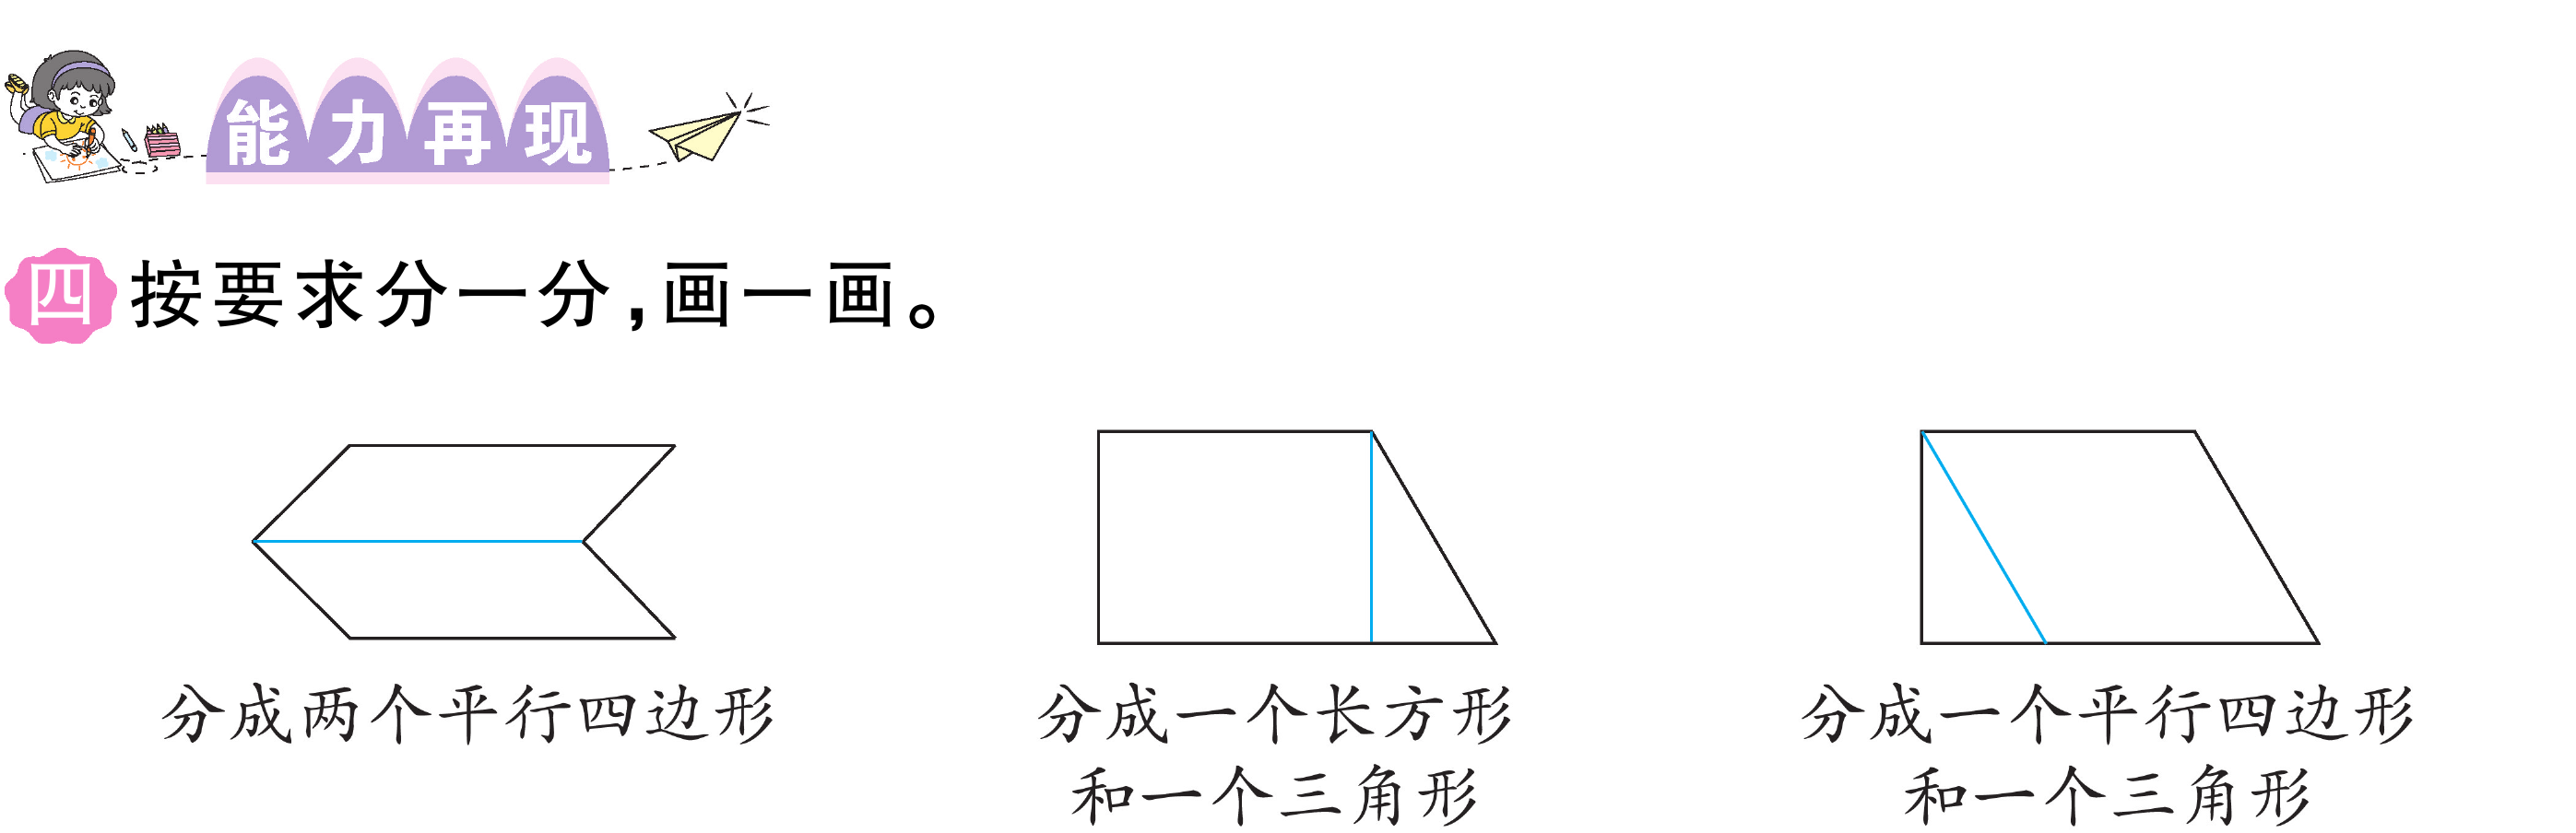 能力再现
四 按要求分一分,画一画。
分成两个平行四边形
分成一个长方形
和一个三角形
分成一个平行四边形
和一个三角形